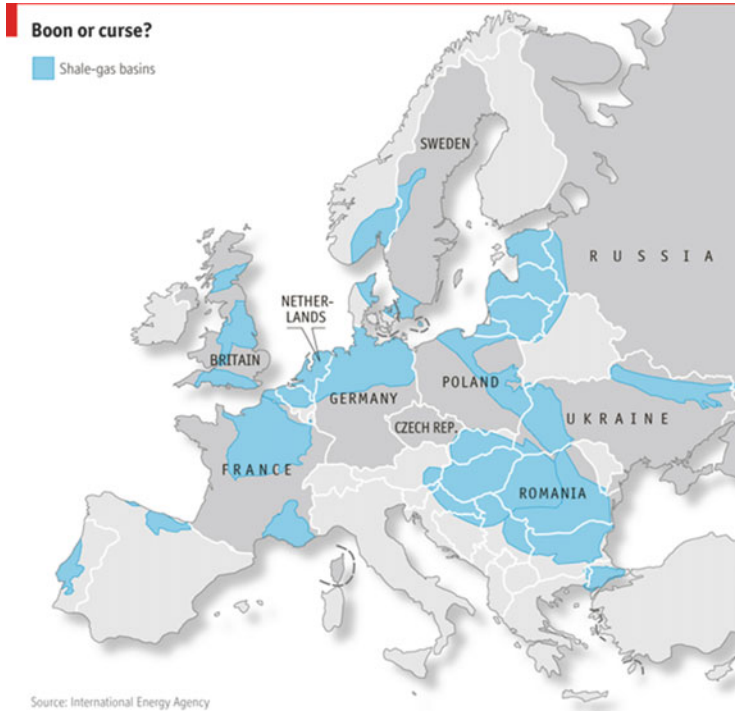 Boon or curse?
Shale-gas basins
SWEDEN
R U S S I A
NETHER-
LANDS
BRITAIN
GERMANY
POLAND
UKRAINE
CZECH REP.
FRANCE
ROMANIA
Source: International Energy Agency